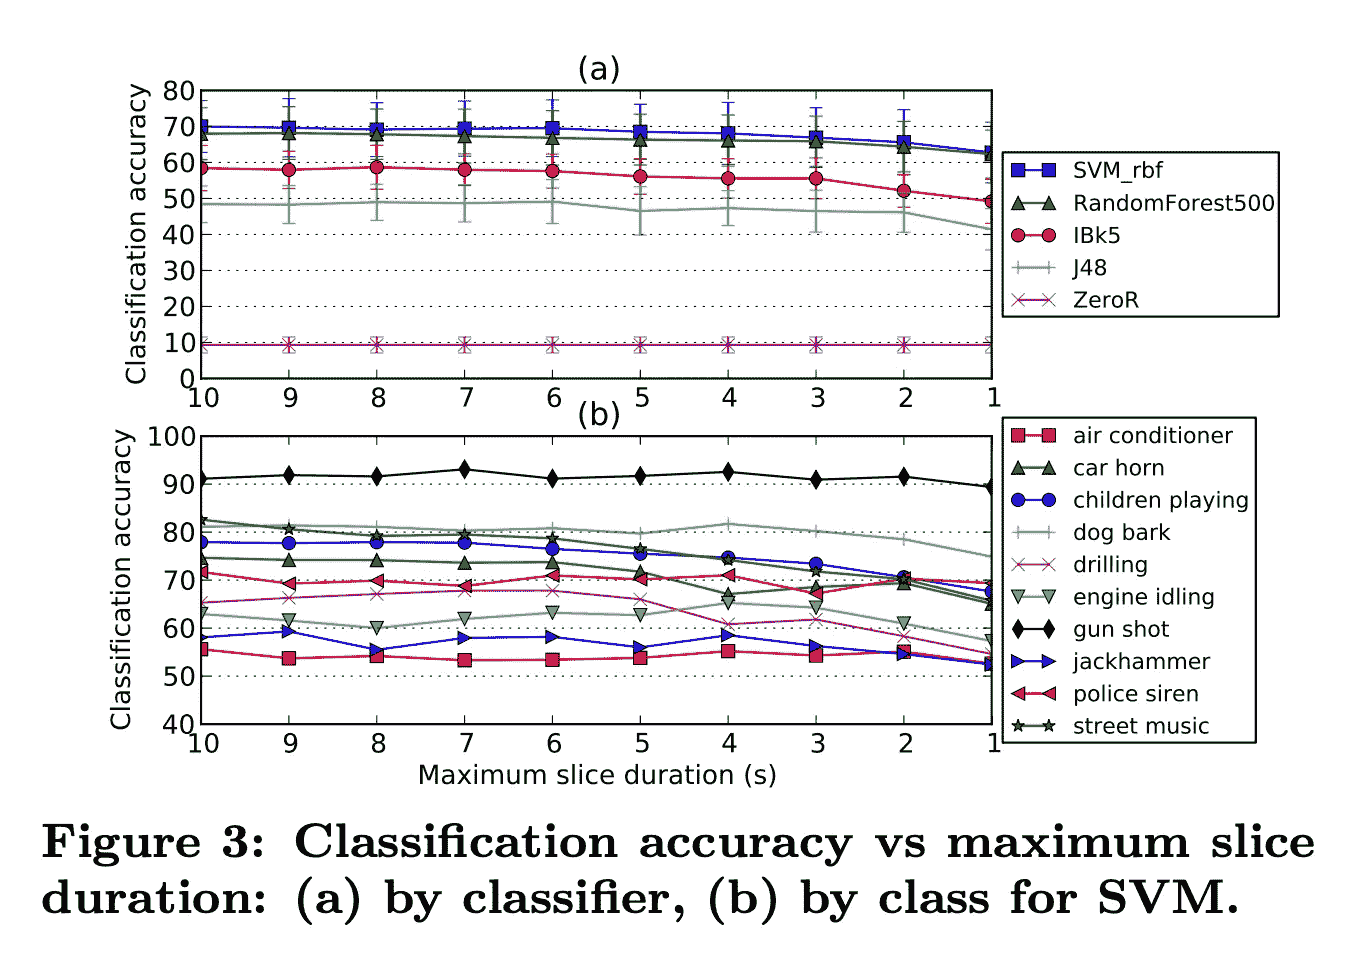 (a)
Classification accuracy
80
70
60
50
40
30
20
10
0
10 9 8 7 6 5 4 3 2 1
SVM_rbf
RandomForest500
IBk5
J48
ZeroR
(b)
Classification accuracy
100
90
80
70
60
50
40
10 9 8 7 6 5 4 3 2 1
Maximum slice duration (s)
air conditioner
car horn
children playing
dog bark
drilling
engine idling
gun shot
jackhammer
police siren
street music
Figure 3: Classification accuracy vs maximum slice
duration: (a) by classifier, (b) by class for SVM.